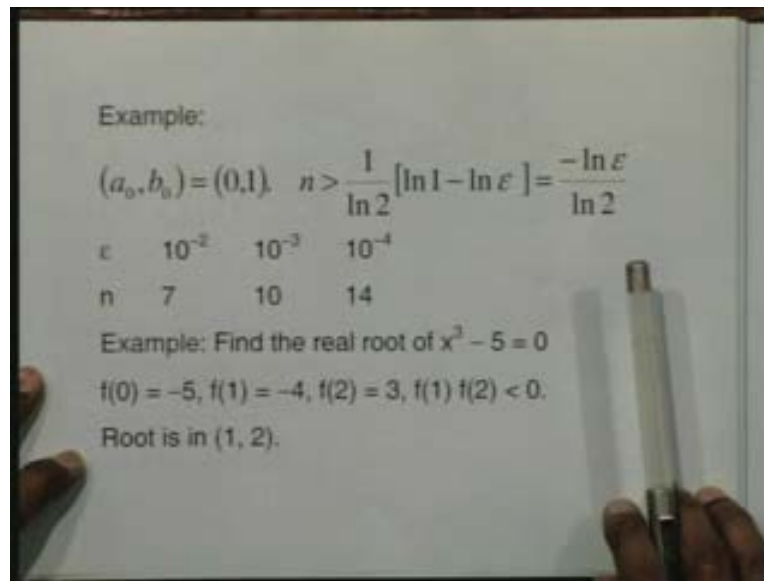 Example:
(a₀, b₀) = (0,1). n > 1/ln 2 [ln 1 – ln ε] = –ln ε/ln 2
ε 10⁻² 10⁻³ 10⁻⁴
n 7 10 14
Example: Find the real root of x³ – 5 = 0
f(0) = –5, f(1) = –4, f(2) = 3, f(1) f(2) < 0.
Root is in (1, 2).